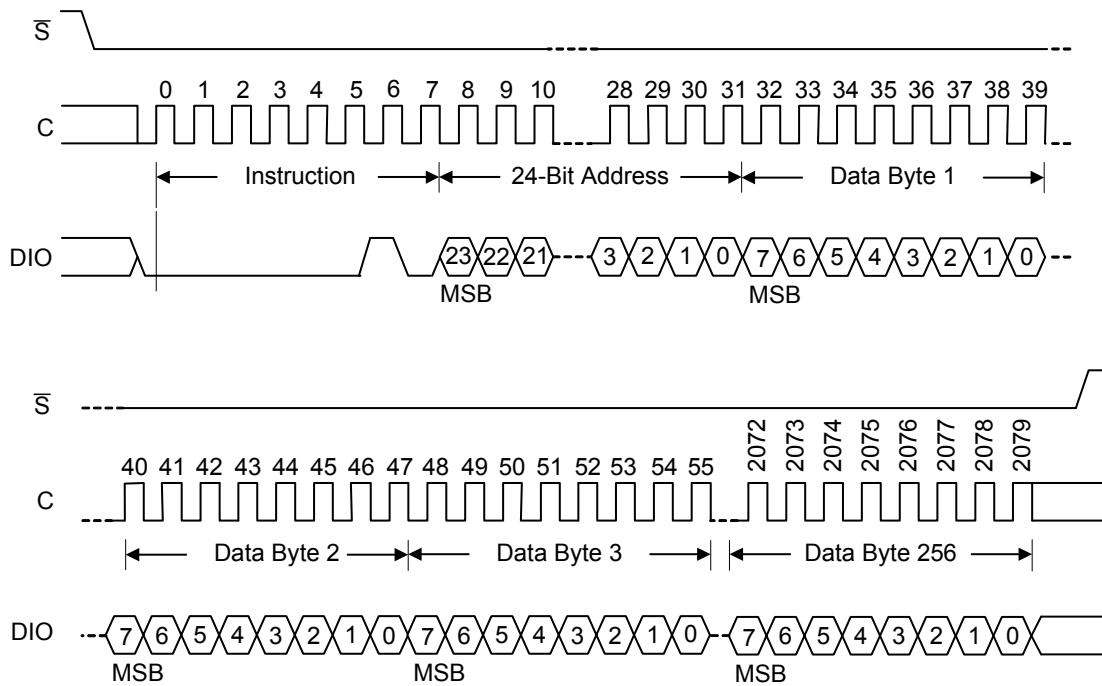 S̅
0 1 2 3 4 5 6 7 8 9 10 28 29 30 31 32 33 34 35 36 37 38 39
C
Instruction 24-Bit Address Data Byte 1
DIO 23 22 21 3 2 1 0 7 6 5 4 3 2 1 0
MSB MSB
S̅
40 41 42 43 44 45 46 47 48 49 50 51 52 53 54 55 2072 2073 2074 2075 2076 2077 2078 2079
C
Data Byte 2 Data Byte 3 Data Byte 256
DIO 7 6 5 4 3 2 1 0 7 6 5 4 3 2 1 0 7 6 5 4 3 2 1 0
MSB MSB MSB